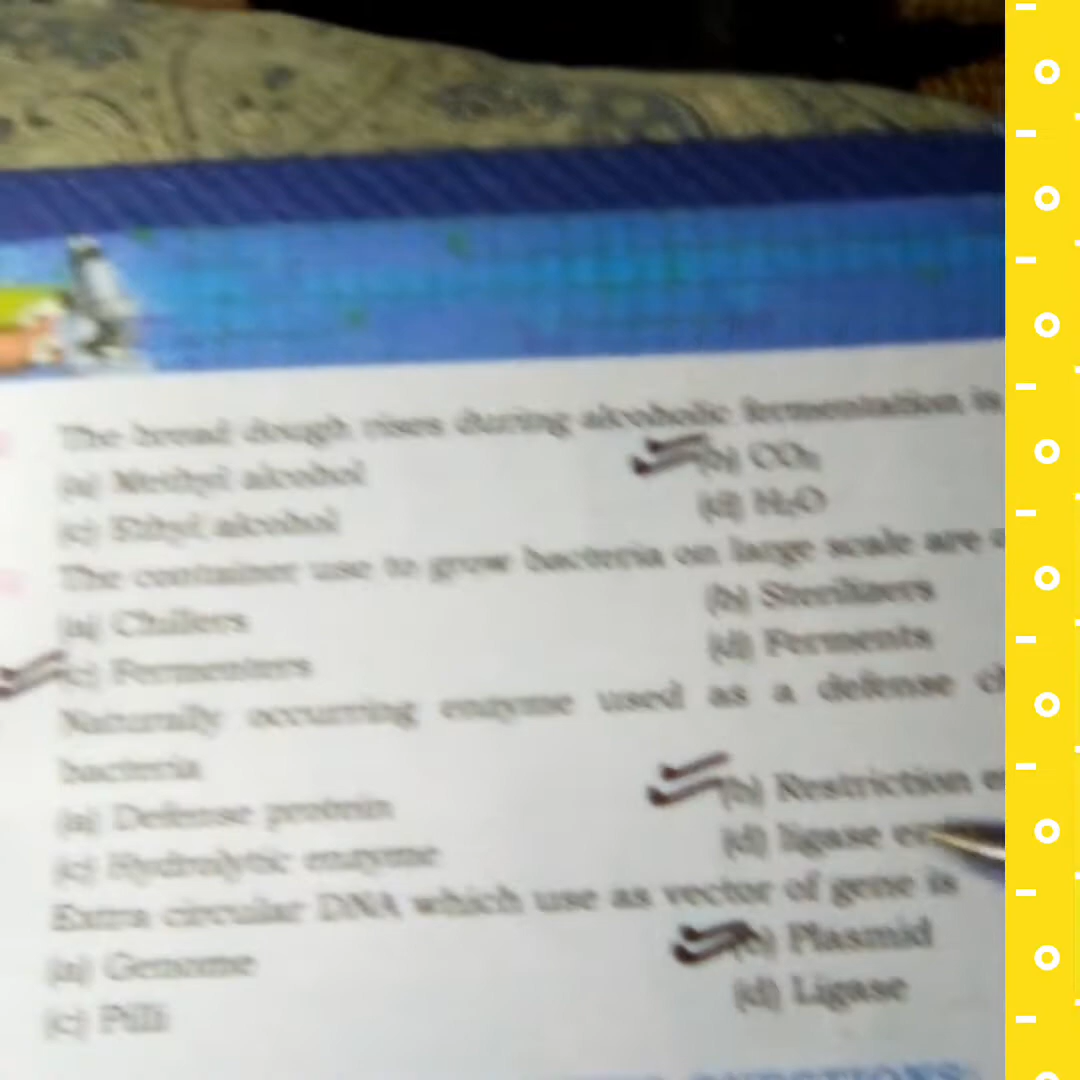 The bread dough rises during alcoholic fermentation is
(a) Methyl alcohol (b) CO₂
(c) Ethyl alcohol (d) H₂O
The container use to grow bacteria on large scale are
(a) Chillers (b) Sterilizers
(c) Fermenters (d) Ferments
Naturally occurring enzyme used as a defense
bacteria
(a) Defense protein (b) Restriction
(c) Hydrolytic enzyme (d) ligase
Extra circular DNA which use as vector of gene is
(a) Genome (b) Plasmid
(c) Pilli (d) Ligase